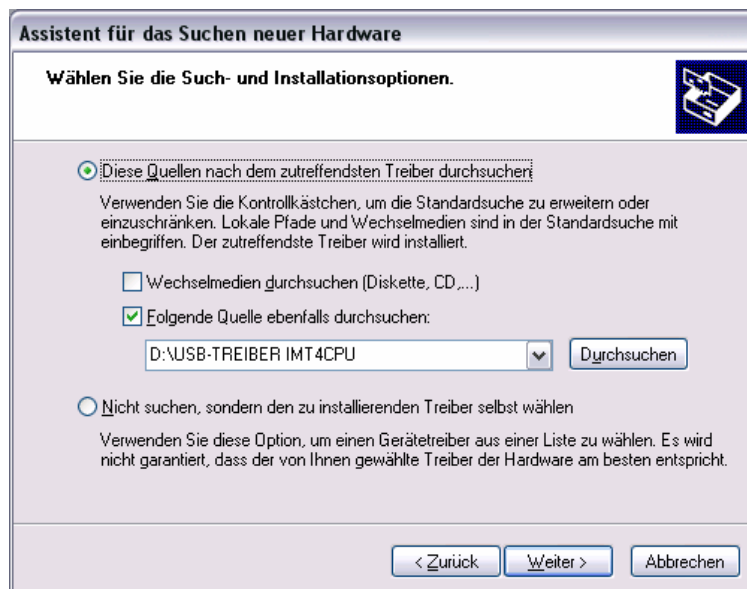 Assistent für das Suchen neuer Hardware
Wählen Sie die Such- und Installationsoptionen.
Diese Quellen nach dem zutreffendsten Treiber durchsuchen
Verwenden Sie die Kontrollkästchen, um die Standardsuche zu erweitern oder
einzuschränken. Lokale Pfade und Wechselmedien sind in der Standardsuche mit
einbegriffen. Der zutreffendste Treiber wird installiert.
Wechselmedien durchsuchen (Diskette, CD,...)
Folgende Quelle ebenfalls durchsuchen:
D:\USB-TREIBER IMT4CPU
Durchsuchen
Nicht suchen, sondern den zu installierenden Treiber selbst wählen
Verwenden Sie diese Option, um einen Gerätetreiber aus einer Liste zu wählen. Es wird
nicht garantiert, dass der von Ihnen gewählte Treiber der Hardware am besten entspricht.
< Zurück Weiter > Abbrechen